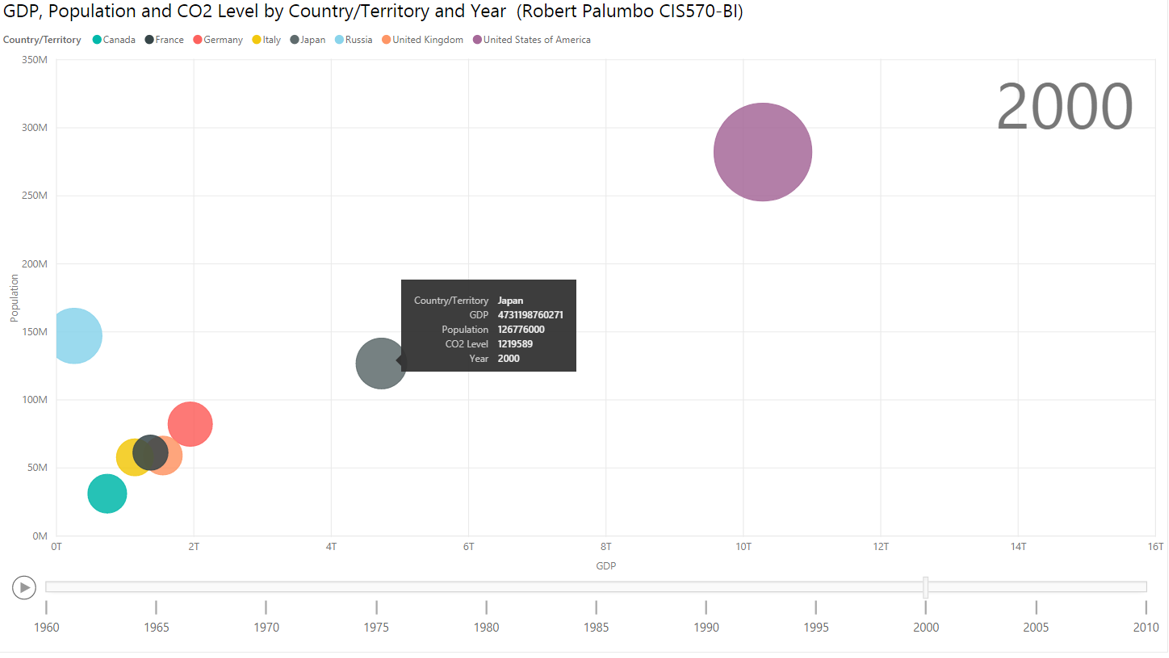 GDP, Population and CO2 Level by Country/Territory and Year (Robert Palumbo CIS570-BI)
Country/Territory Canada France Germany Italy Japan Russia United Kingdom United States of America
350M
2000
300M
250M
200M
Country/Territory Japan
GDP 4731198760271
Population 126776000
CO2 Level 1219589
Year 2000
Population
150M
100M
50M
0M
0T 2T 4T 6T 8T 10T 12T 14T 16T
GDP
1960 1965 1970 1975 1980 1985 1990 1995 2000 2005 2010